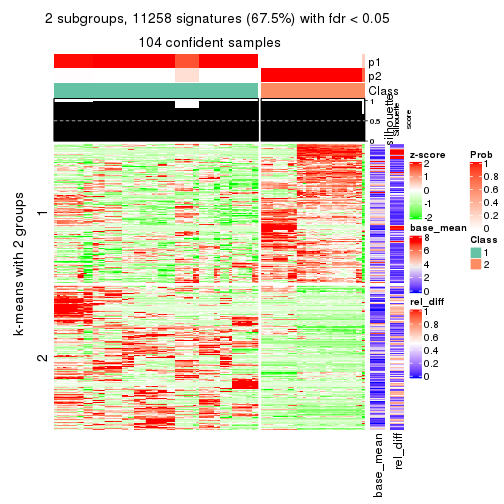 2 subgroups, 11258 signatures (67.5%) with fdr < 0.05
104 confident samples
p1
p2
Class
silhouette
Silhouette
score
1
0.5
0
k-means with 2 groups
1
2
z-score
2
1
0
-1
-2
base_mean
8
6
4
2
0
rel_diff
1
0.8
0.6
0.4
0.2
0
Prob
1
0.8
0.6
0.4
0.2
0
Class
1
2
base_mean
rel_diff